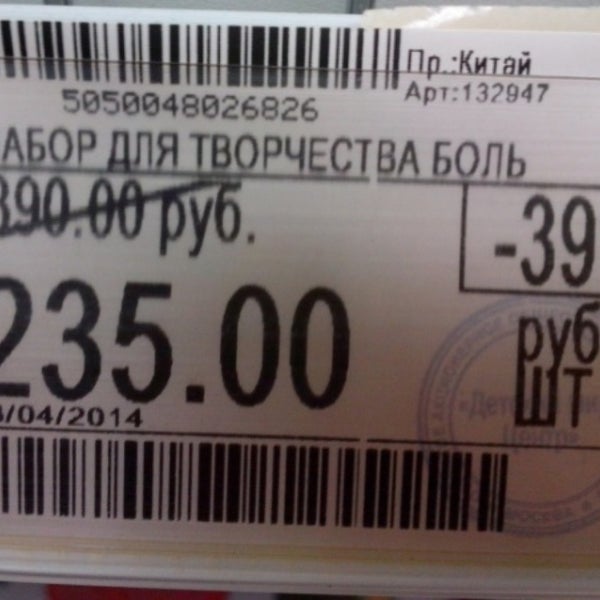 Пр.:Китай
Арт:132947
5050048026826
АБОР ДЛЯ ТВОРЧЕСТВА БОЛЬ
390.00 руб.
-39
235.00
руб
шт
/04/2014